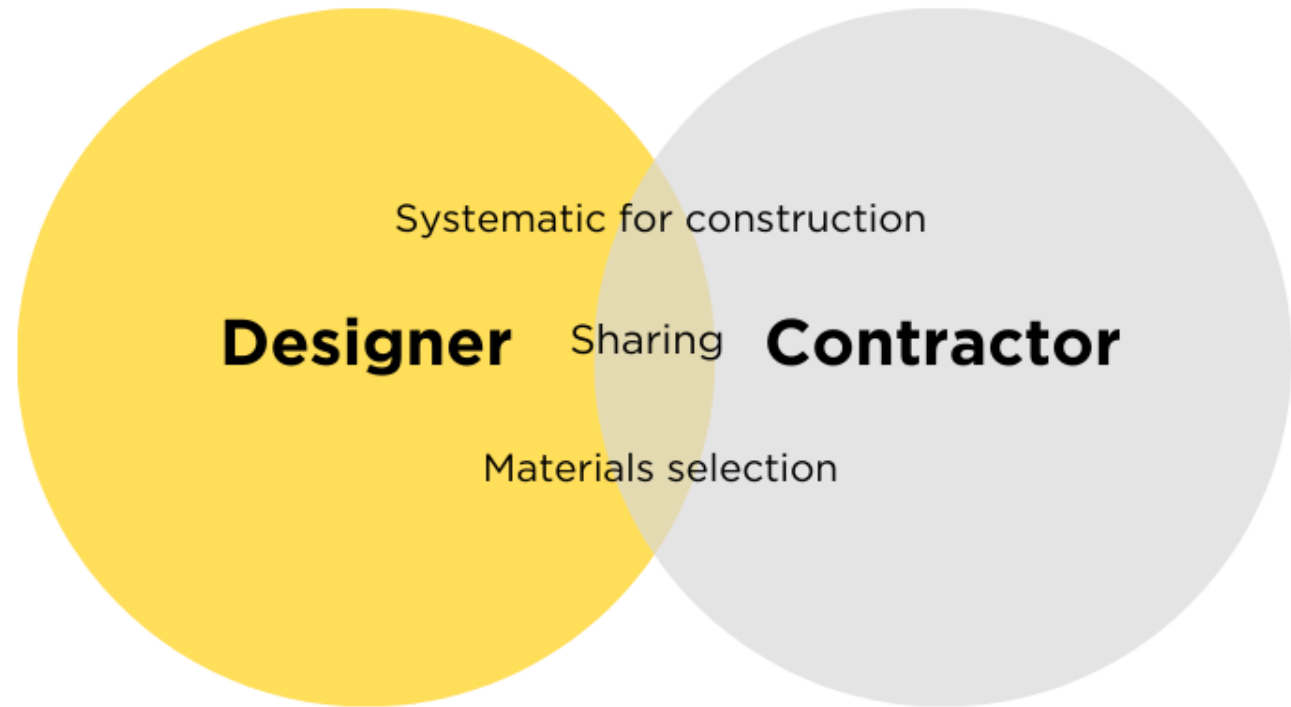 Systematic for construction
Designer Sharing Contractor
Materials selection